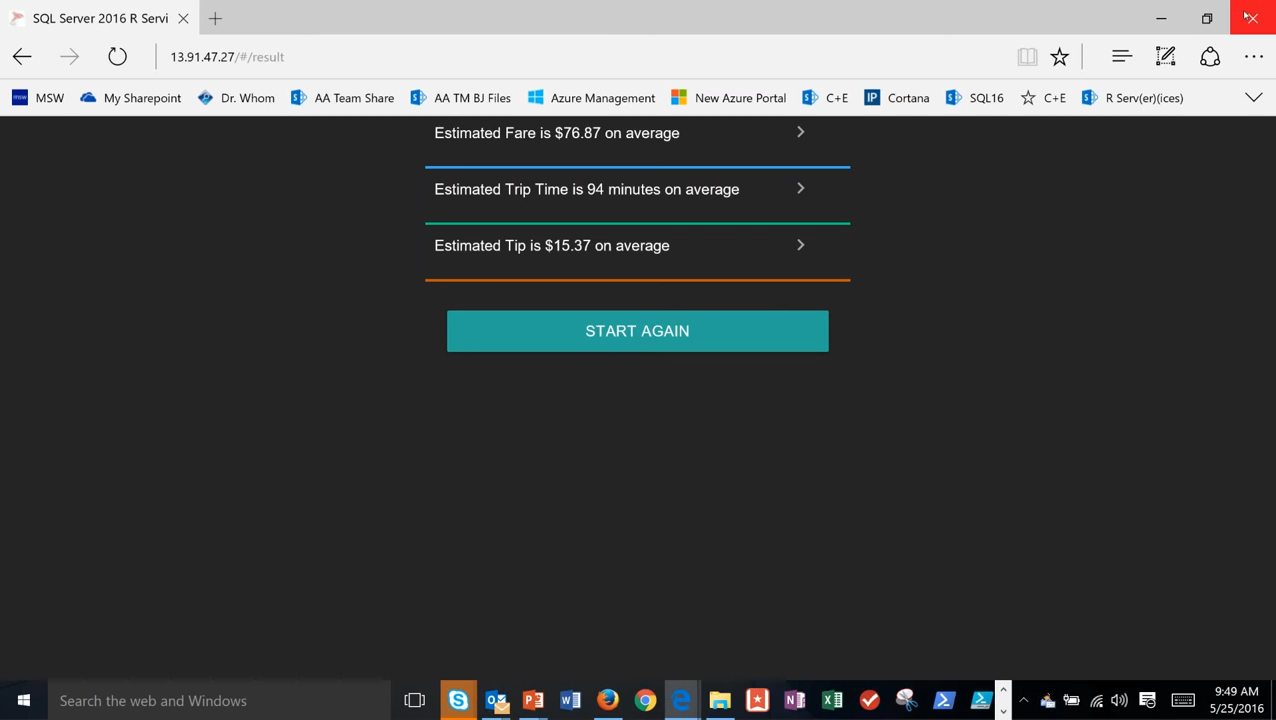 SQL Server 2016 R Servi
13.91.47.27/#/result
MSW My Sharepoint Dr. Whom AA Team Share AA TM BJ Files Azure Management New Azure Portal C+E IP Cortana SQL16 C+E R Serv(er)(ices)
Estimated Fare is $76.87 on average
Estimated Trip Time is 94 minutes on average
Estimated Tip is $15.37 on average
START AGAIN
Search the web and Windows
9:49 AM
5/25/2016